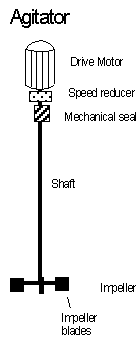 Agitator
Drive Motor
Speed reducer
Mechanical seal
Shaft
Impeller
Impeller
blades